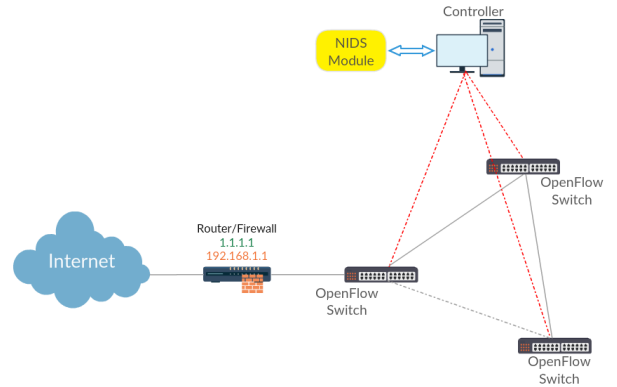 Controller
NIDS
Module
OpenFlow
Switch
Router/Firewall
1.1.1.1
192.168.1.1
Internet
OpenFlow
Switch
OpenFlow
Switch